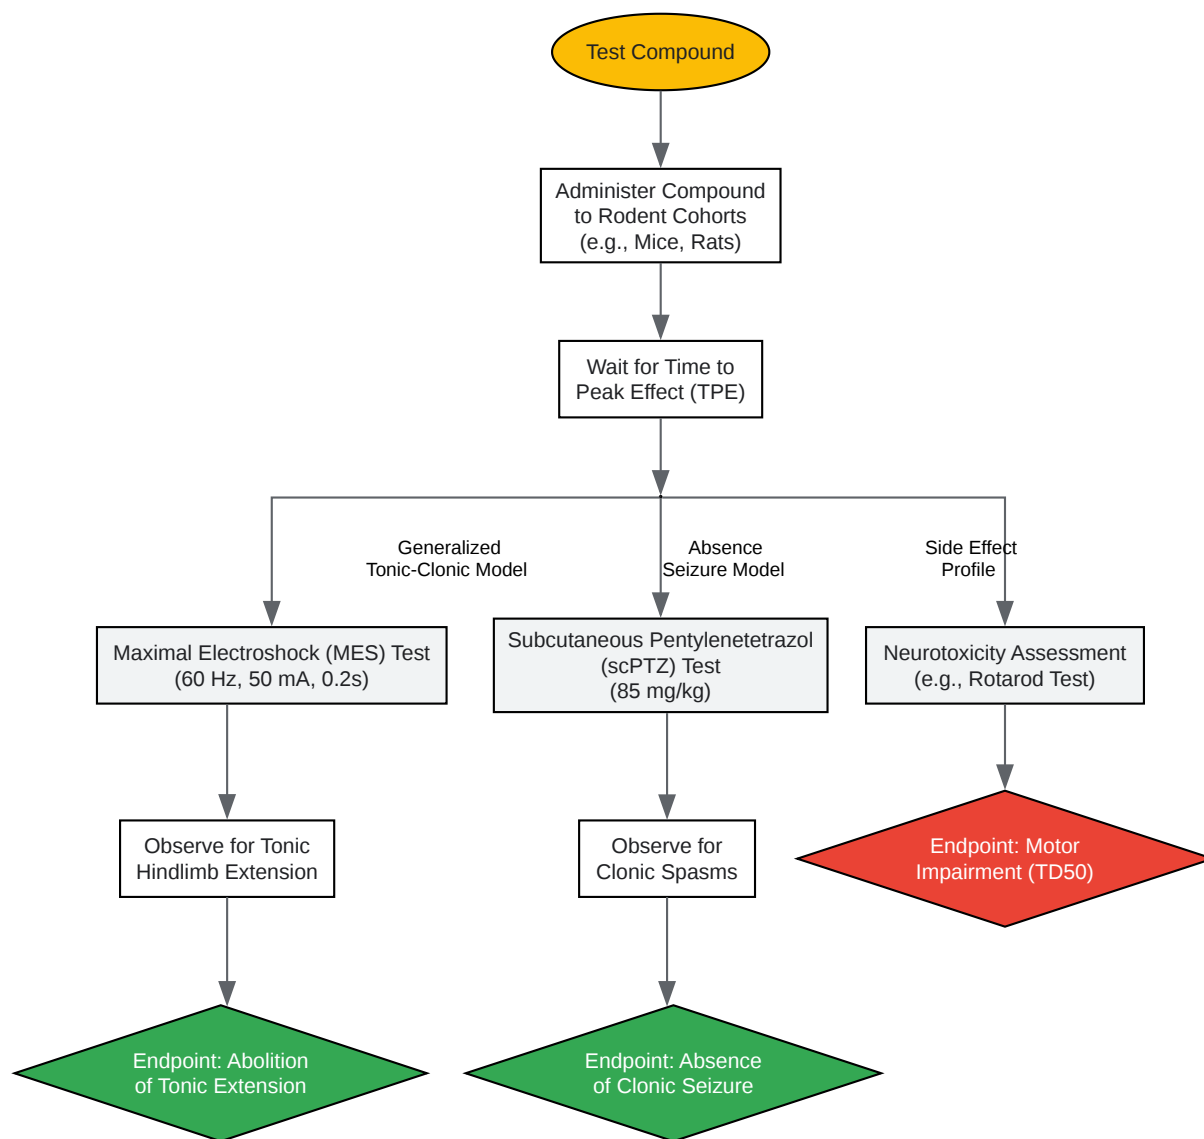 Test Compound
Administer Compound
to Rodent Cohorts
(e.g., Mice, Rats)
Wait for Time to
Peak Effect (TPE)
Generalized
Tonic-Clonic Model
Absence
Seizure Model
Side Effect
Profile
Maximal Electroshock (MES) Test
(60 Hz, 50 mA, 0.2s)
Subcutaneous Pentylenetetrazol
(scPTZ) Test
(85 mg/kg)
Neurotoxicity Assessment
(e.g., Rotarod Test)
Observe for Tonic
Hindlimb Extension
Observe for
Clonic Spasms
Endpoint: Motor
Impairment (TD50)
Endpoint: Abolition
of Tonic Extension
Endpoint: Absence
of Clonic Seizure